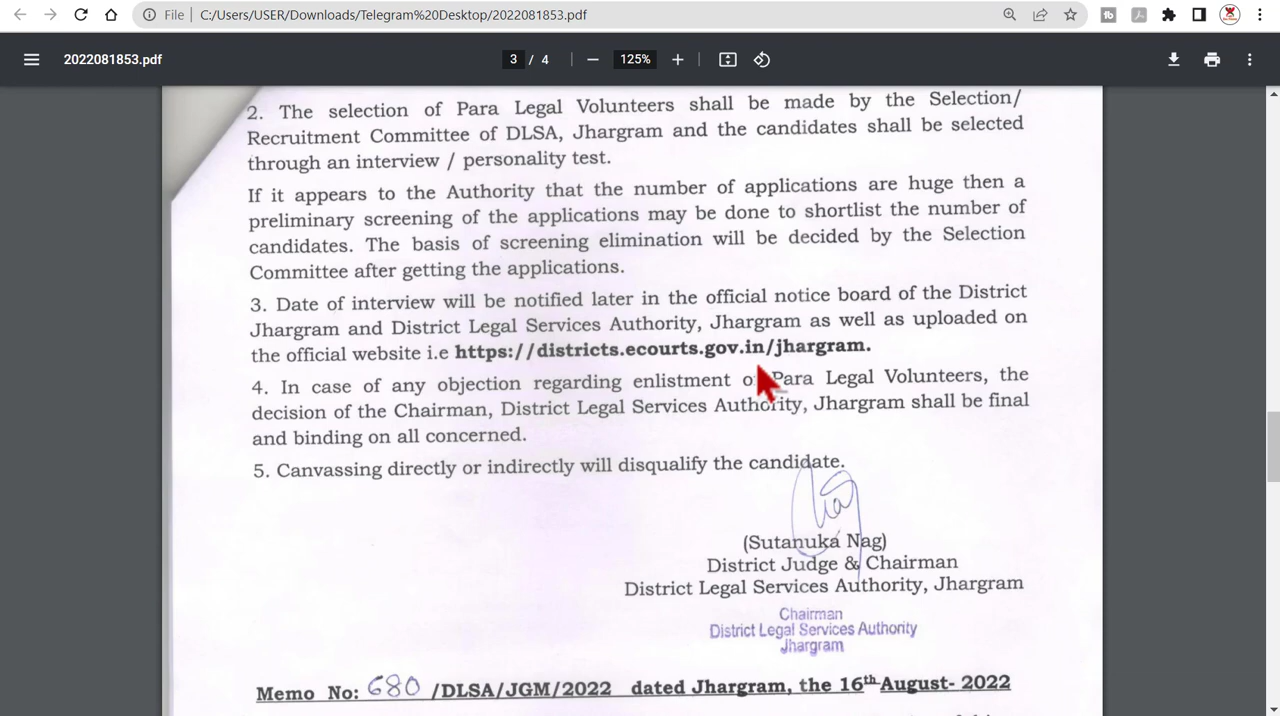 File | C:/Users/USER/Downloads/Telegram%20Desktop/2022081853.pdf
2022081853.pdf
3 / 4
125%
2. The selection of Para Legal Volunteers shall be made by the Selection/
Recruitment Committee of DLSA, Jhargram and the candidates shall be selected
through an interview / personality test.
If it appears to the Authority that the number of applications are huge then a
preliminary screening of the applications may be done to shortlist the number of
candidates. The basis of screening elimination will be decided by the Selection
Committee after getting the applications.
3. Date of interview will be notified later in the official notice board of the District
Jhargram and District Legal Services Authority, Jhargram as well as uploaded on
the official website i.e https://districts.ecourts.gov.in/jhargram.
4. In case of any objection regarding enlistment o Para Legal Volunteers, the
decision of the Chairman, District Legal Services Authority, Jhargram shall be final
and binding on all concerned.
5. Canvassing directly or indirectly will disqualify the candidate.
(Sutanuka Nag)
District Judge & Chairman
District Legal Services Authority, Jhargram
Chairman
District Legal Services Authority
Jhargram
Memo No: 680 /DLSA/JGM/2022 dated Jhargram, the 16th August- 2022